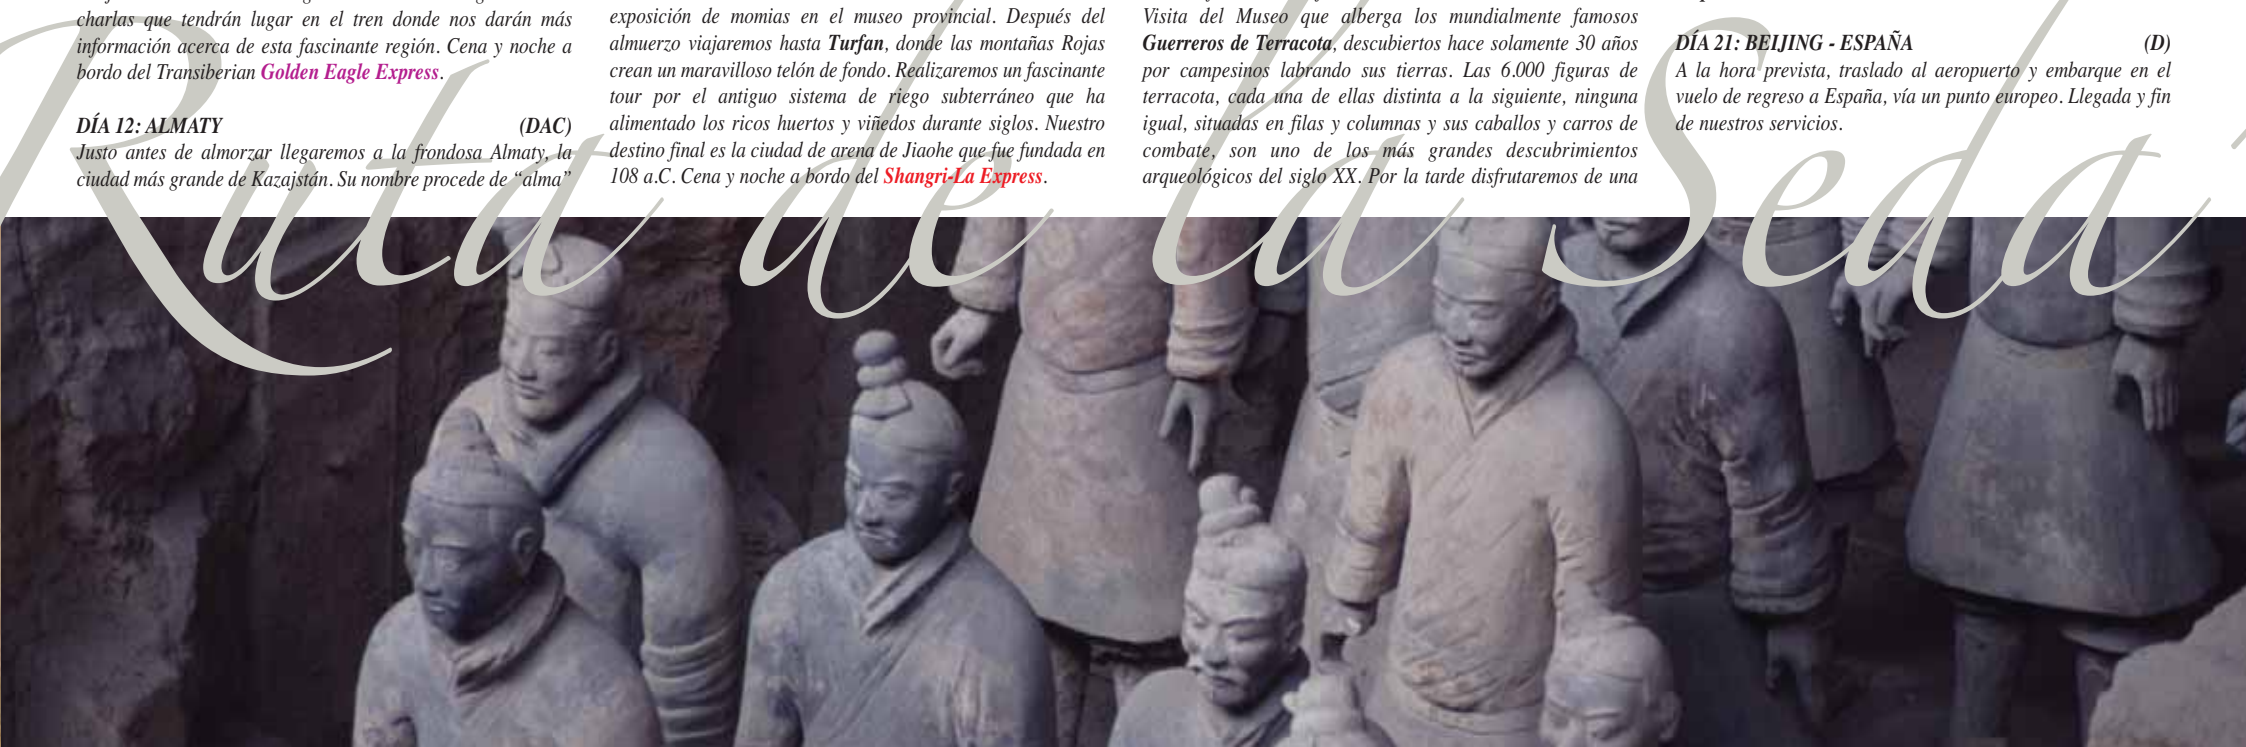 charlas que tendrán lugar en el tren donde nos darán más
información acerca de esta fascinante región. Cena y noche a
bordo del Transiberian Golden Eagle Express.
DÍA 12: ALMATY (DAC)
Justo antes de almorzar llegaremos a la frondosa Almaty, la
ciudad más grande de Kazajstán. Su nombre procede de “alma”
exposición de momias en el museo provincial. Después del
almuerzo viajaremos hasta Turfan, donde las montañas Rojas
crean un maravilloso telón de fondo. Realizaremos un fascinante
tour por el antiguo sistema de riego subterráneo que ha
alimentado los ricos huertos y viñedos durante siglos. Nuestro
destino final es la ciudad de arena de Jiaohe que fue fundada en
108 a.C. Cena y noche a bordo del Shangri-La Express.
Visita del Museo que alberga los mundialmente famosos
Guerreros de Terracota, descubiertos hace solamente 30 años
por campesinos labrando sus tierras. Las 6.000 figuras de
terracota, cada una de ellas distinta a la siguiente, ninguna
igual, situadas en filas y columnas y sus caballos y carros de
combate, son uno de los más grandes descubrimientos
arqueológicos del siglo XX. Por la tarde disfrutaremos de una
DÍA 21: BEIJING - ESPAÑA (D)
A la hora prevista, traslado al aeropuerto y embarque en el
vuelo de regreso a España, vía un punto europeo. Llegada y fin
de nuestros servicios.
Ruta de la Seda